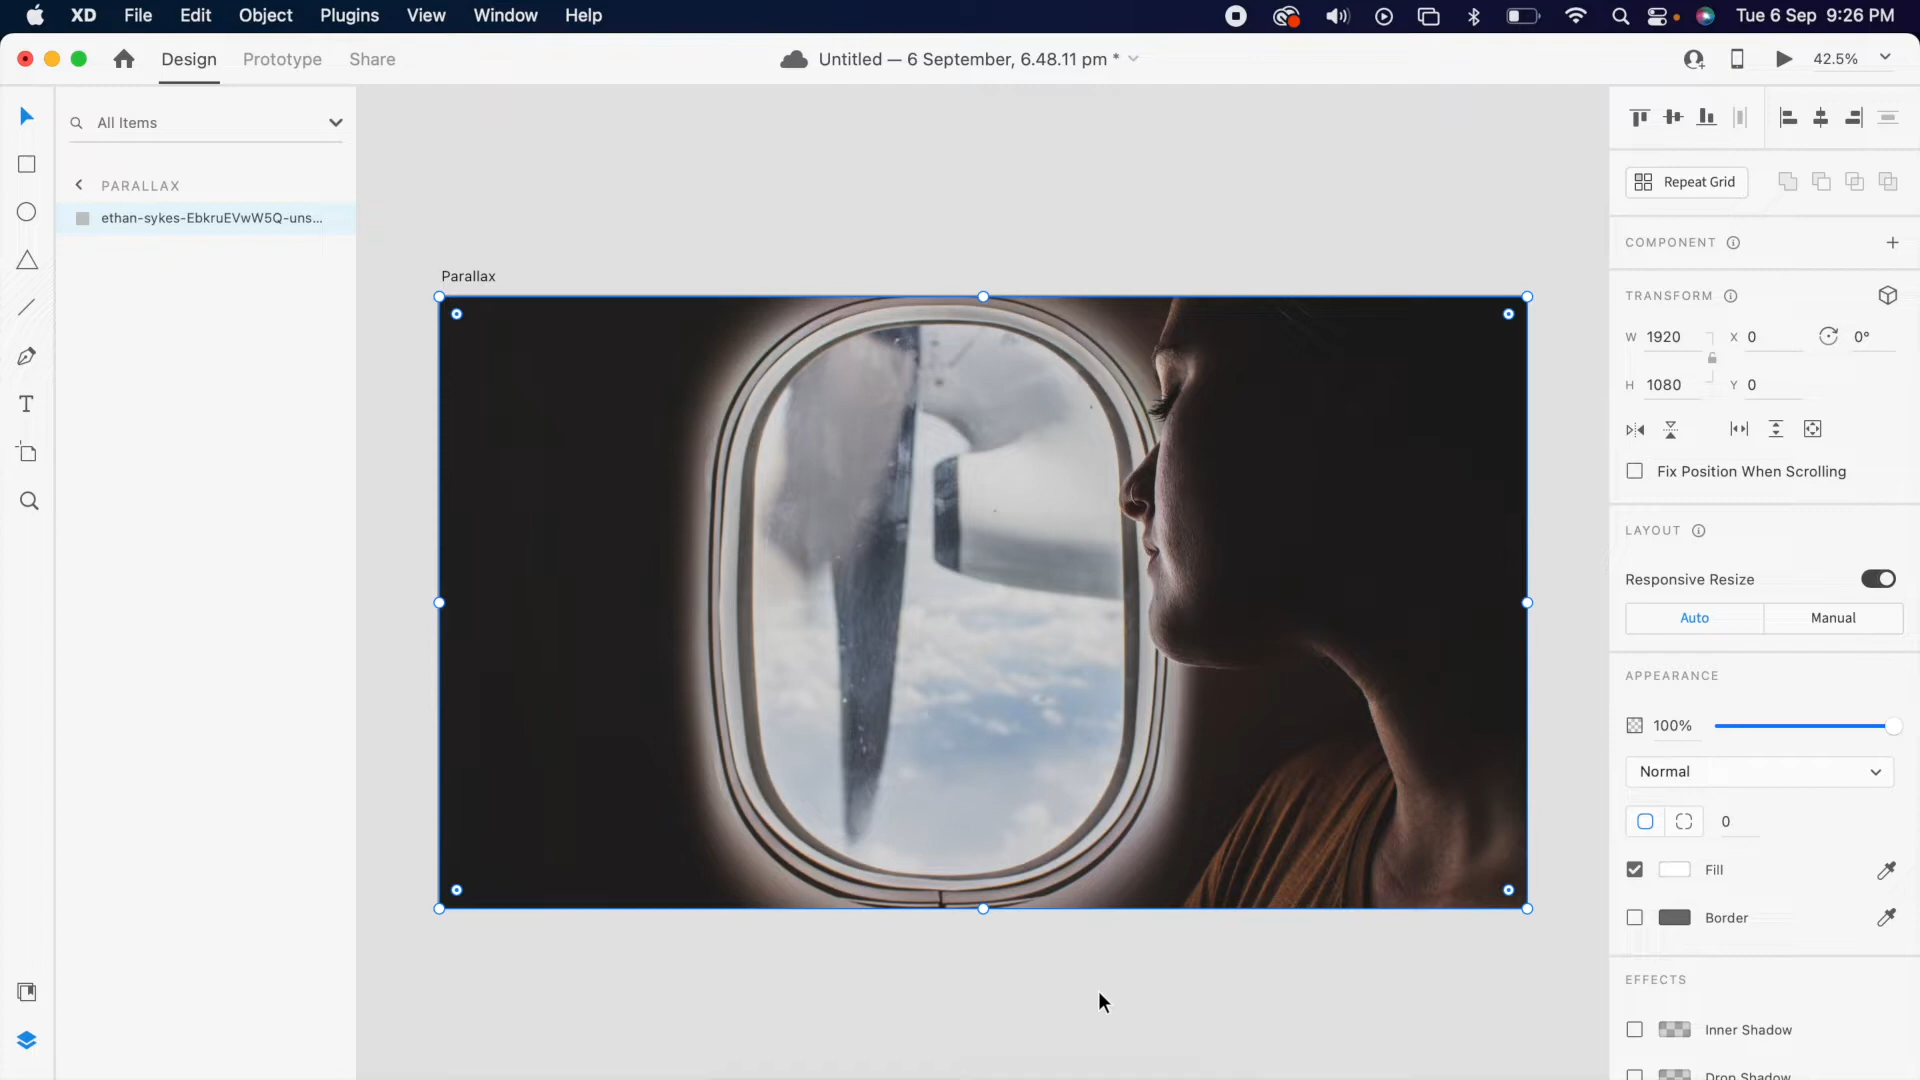 XD File Edit Object Plugins View Window Help Tue 6 Sep 9:26 PM
Design Prototype Share Untitled — 6 September, 6.48.11 pm * 42.5%
All Items
PARALLAX
ethan-sykes-EbkruEVwW5Q-uns...
Parallax
Repeat Grid
COMPONENT
TRANSFORM
W 1920 X 0 0°
H 1080 Y 0
Fix Position When Scrolling
LAYOUT
Responsive Resize
Auto Manual
APPEARANCE
100%
Normal
0
Fill
Border
EFFECTS
Inner Shadow
Drop Shadow